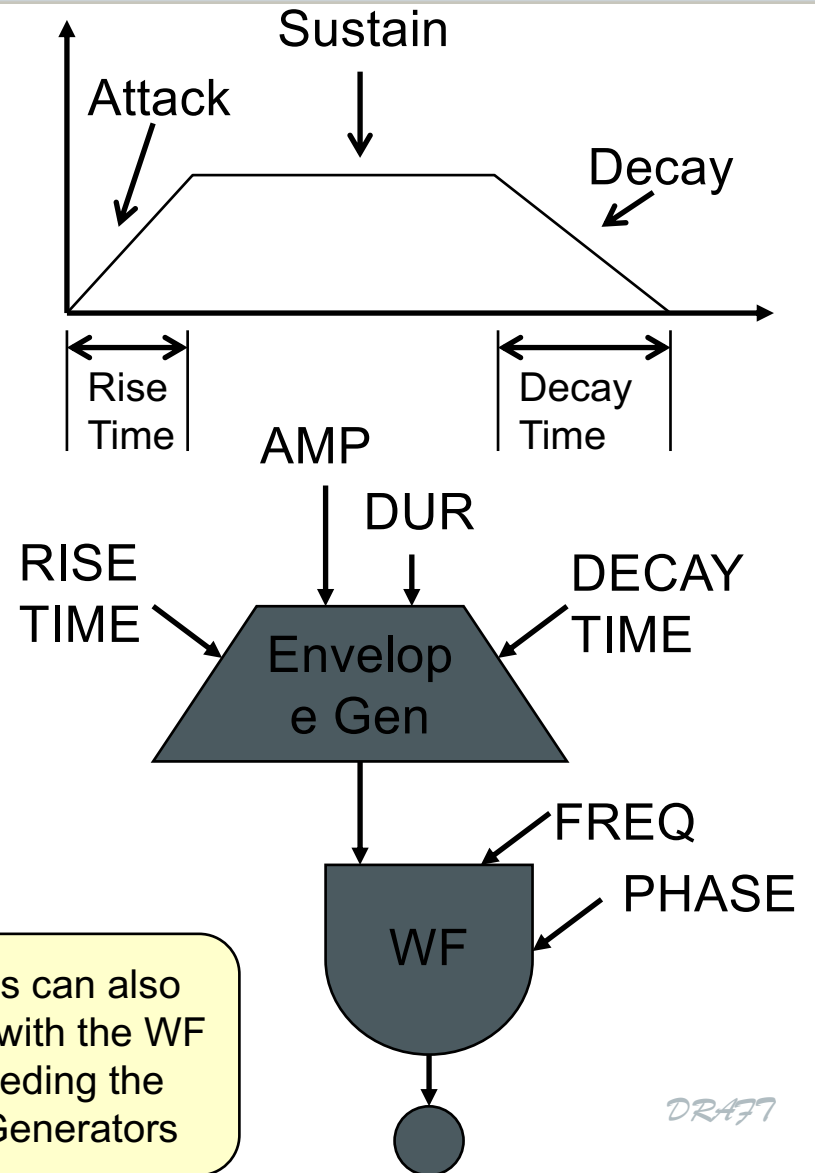 Sustain
Attack
Decay
Rise
Time
Decay
Time
AMP
DUR
RISE
TIME
DECAY
TIME
Envelop
e Gen
FREQ
PHASE
WF
s can also
with the WF
eding the
Generators
DRAFT